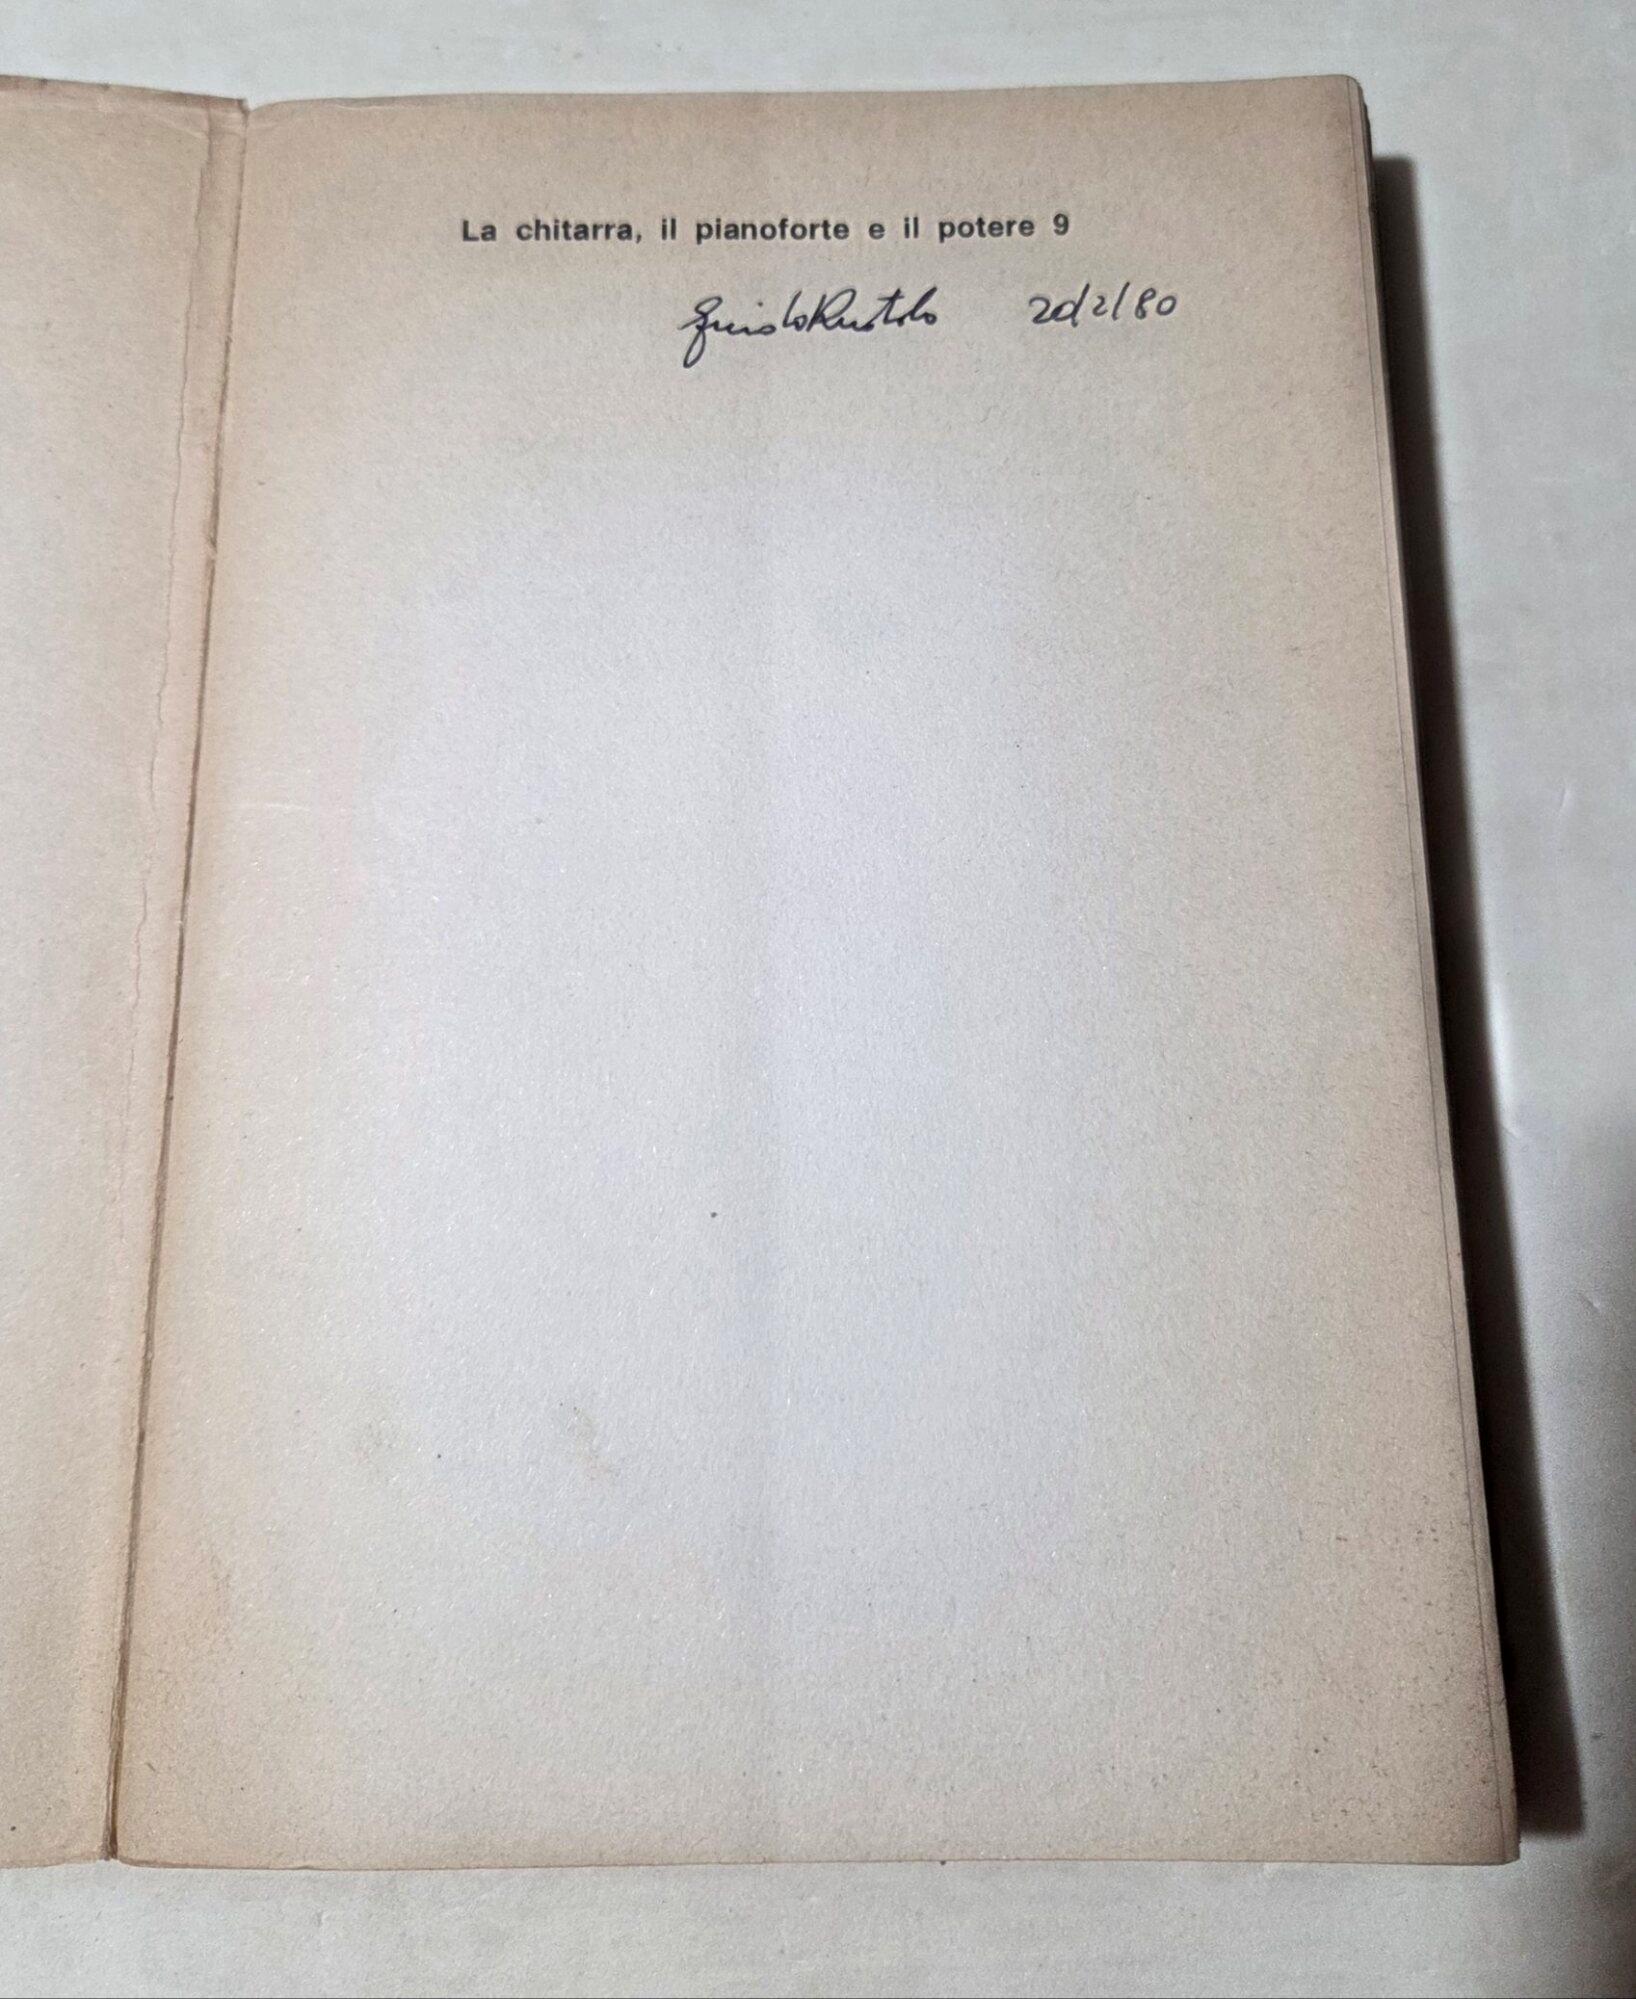 La chitarra, il pianoforte e il potere 9
20/2/80